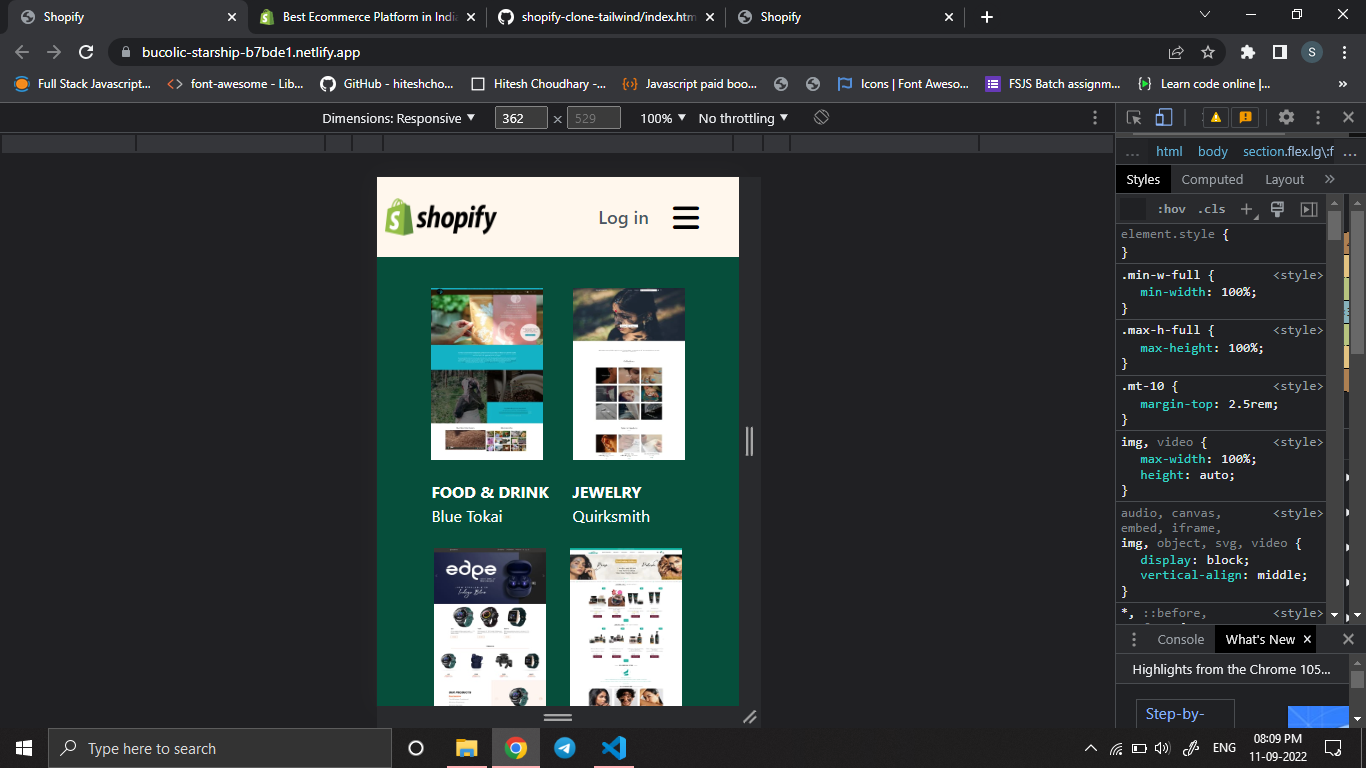 Shopify
Best Ecommerce Platform in India
shopify-clone-tailwind/index.htm
Shopify
bucolic-starship-b7bde1.netlify.app
S
Full Stack Javascript...
font-awesome - Lib...
GitHub - hiteshcho...
Hitesh Choudhary -...
Javascript paid boo...
Icons | Font Aweso...
FSJS Batch assignm...
Learn code online |...
»
Dimensions: Responsive
362 × 529
100%
No throttling
... html body section.flex.lg\:f ...
Styles Computed Layout »
:hov .cls
element.style {
}
.min-w-full { <style>
min-width: 100%;
}
.max-h-full { <style>
max-height: 100%;
}
.mt-10 { <style>
margin-top: 2.5rem;
}
img, video { <style>
max-width: 100%;
height: auto;
}
audio, canvas, <style>
embed, iframe,
img, object, svg, video {
display: block;
vertical-align: middle;
}
*, ::before, <style>
Console What's New
Highlights from the Chrome 105...
Step-by-
shopify
Log in
FOOD & DRINK
Blue Tokai
JEWELRY
Quirksmith
edge
Indigo Blue
Type here to search
ENG
08:09 PM
11-09-2022